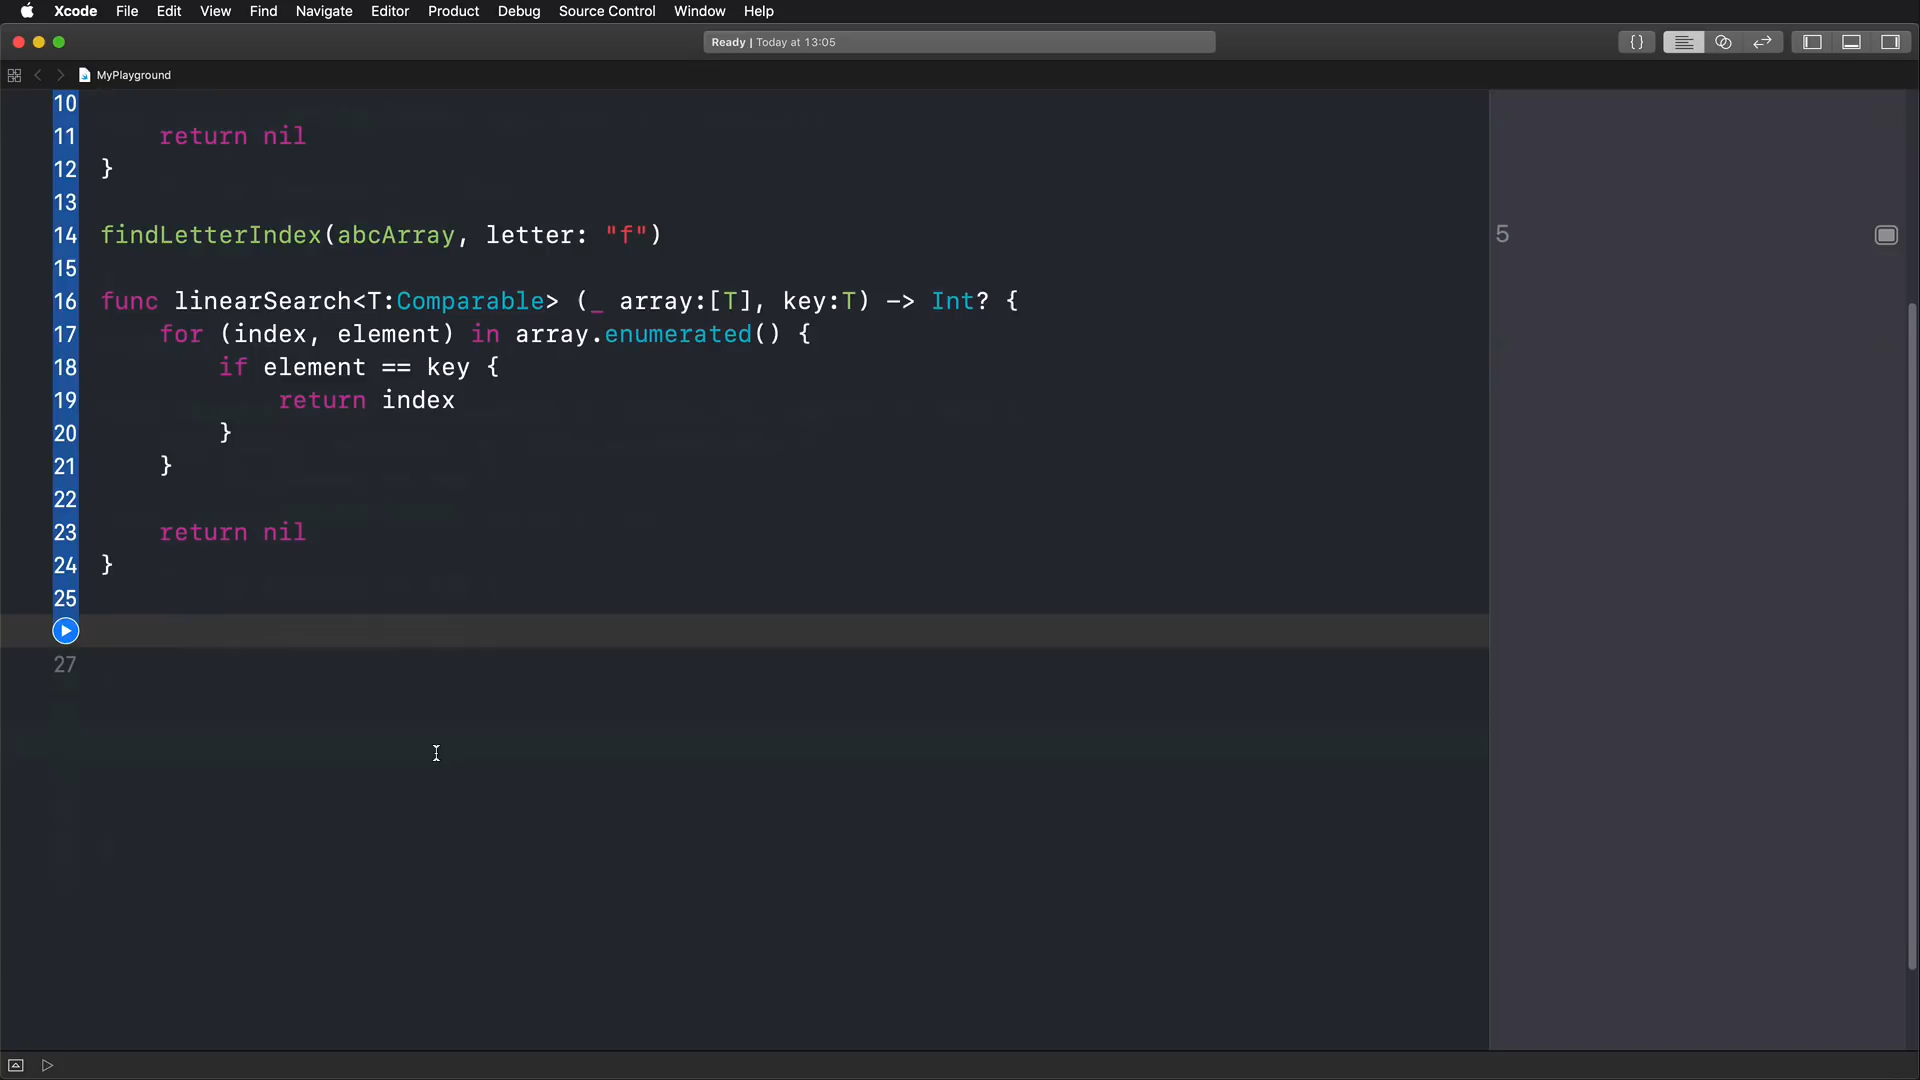 Xcode File Edit View Find Navigate Editor Product Debug Source Control Window Help
Ready | Today at 13:05
{}
MyPlayground
10
11 return nil
12 }
13
14 findLetterIndex(abcArray, letter: "f") 5
15
16 func linearSearch<T:Comparable> (_ array:[T], key:T) -> Int? {
17 for (index, element) in array.enumerated() {
18 if element == key {
19 return index
20 }
21 }
22
23 return nil
24 }
25
27